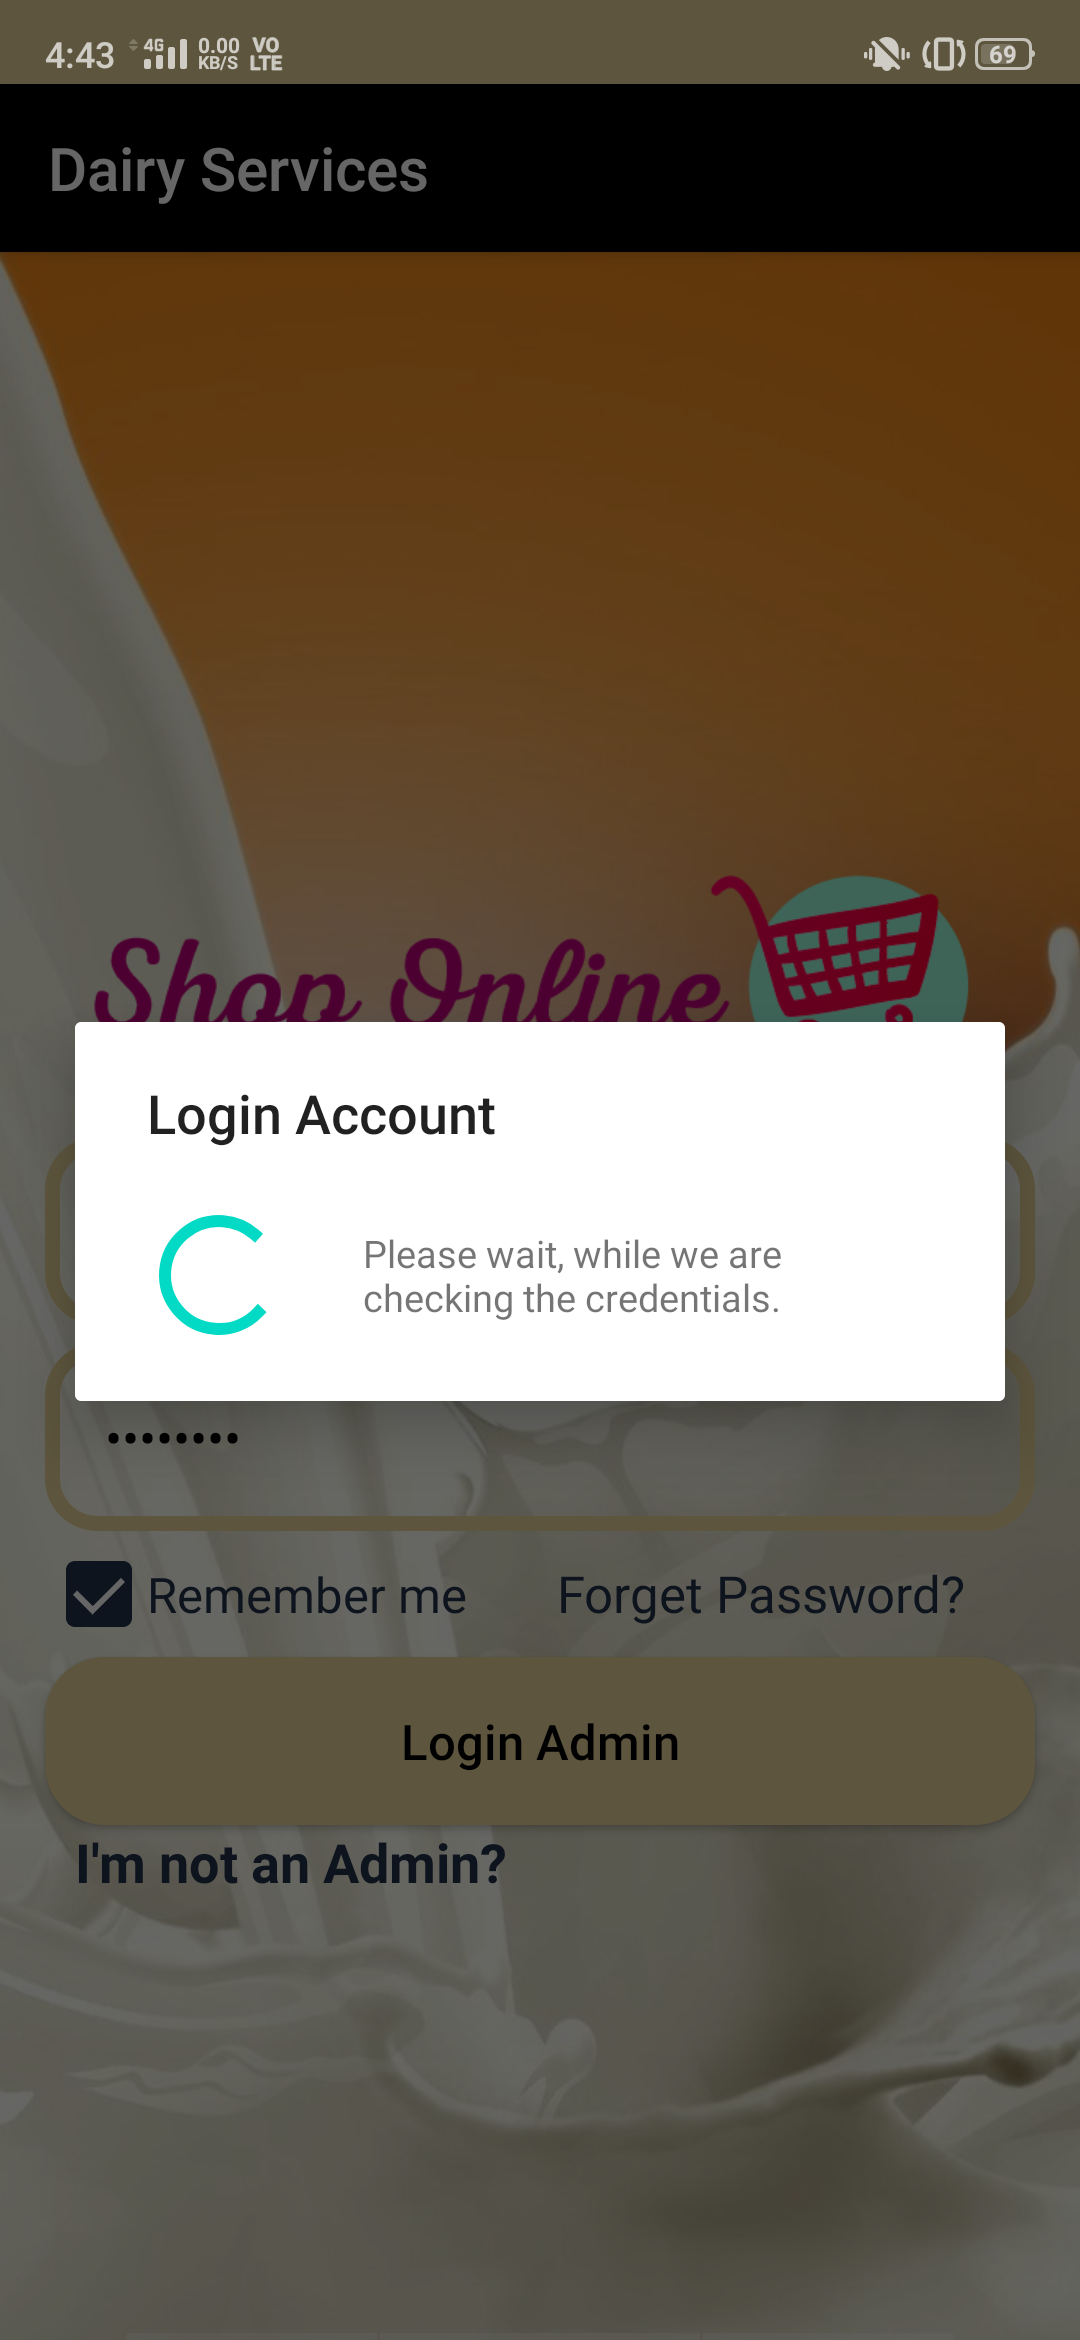 4:43 4G 0.00 KB/S VO LTE 69
Dairy Services
Shop Online
Login Account
Please wait, while we are
checking the credentials.
••••••••
Remember me Forget Password?
Login Admin
I'm not an Admin?